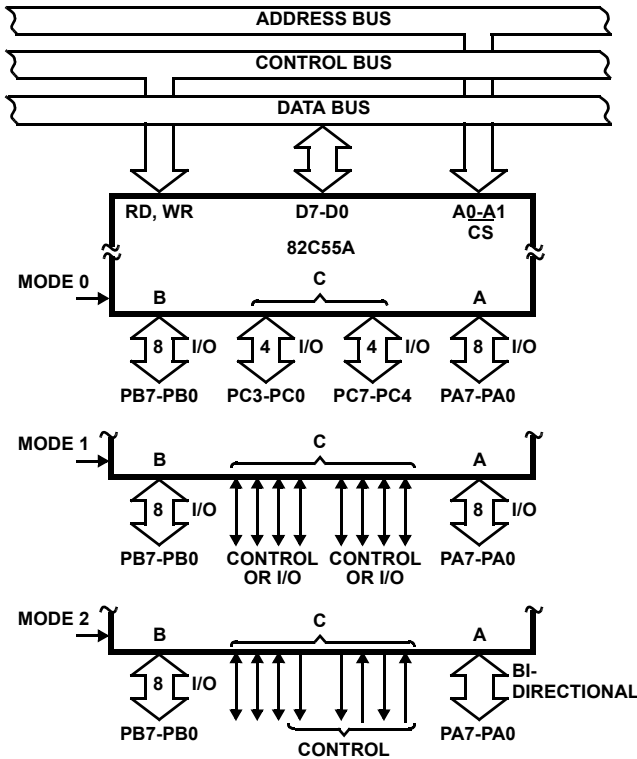 ADDRESS BUS
CONTROL BUS
DATA BUS
RD, WR D7-D0 A0-A1
CS
82C55A
MODE 0
B C A
8 I/O 4 I/O 4 I/O 8 I/O
PB7-PB0 PC3-PC0 PC7-PC4 PA7-PA0
MODE 1
B C A
8 I/O 8 I/O
PB7-PB0 CONTROL CONTROL PA7-PA0
OR I/O OR I/O
MODE 2
B C A
8 I/O BI-
DIRECTIONAL
PB7-PB0 PA7-PA0
CONTROL